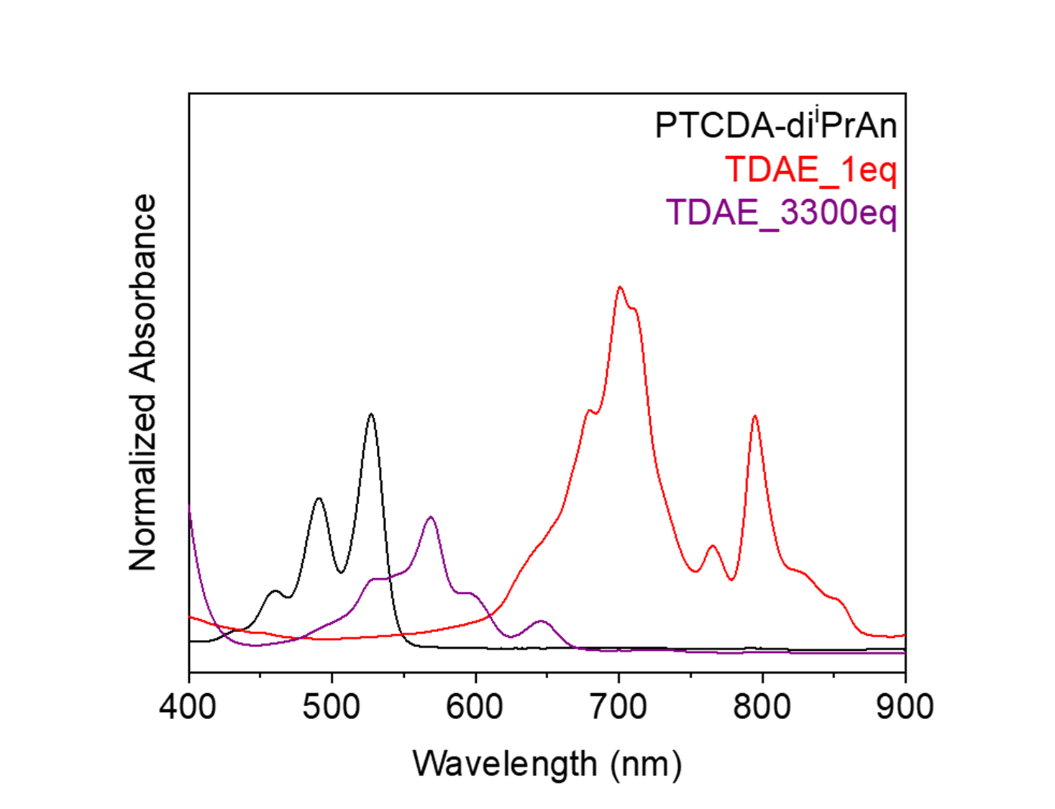 PTCDA-diⁱPrAn
TDAE_1eq
TDAE_3300eq
Normalized Absorbance
400 500 600 700 800 900
Wavelength (nm)